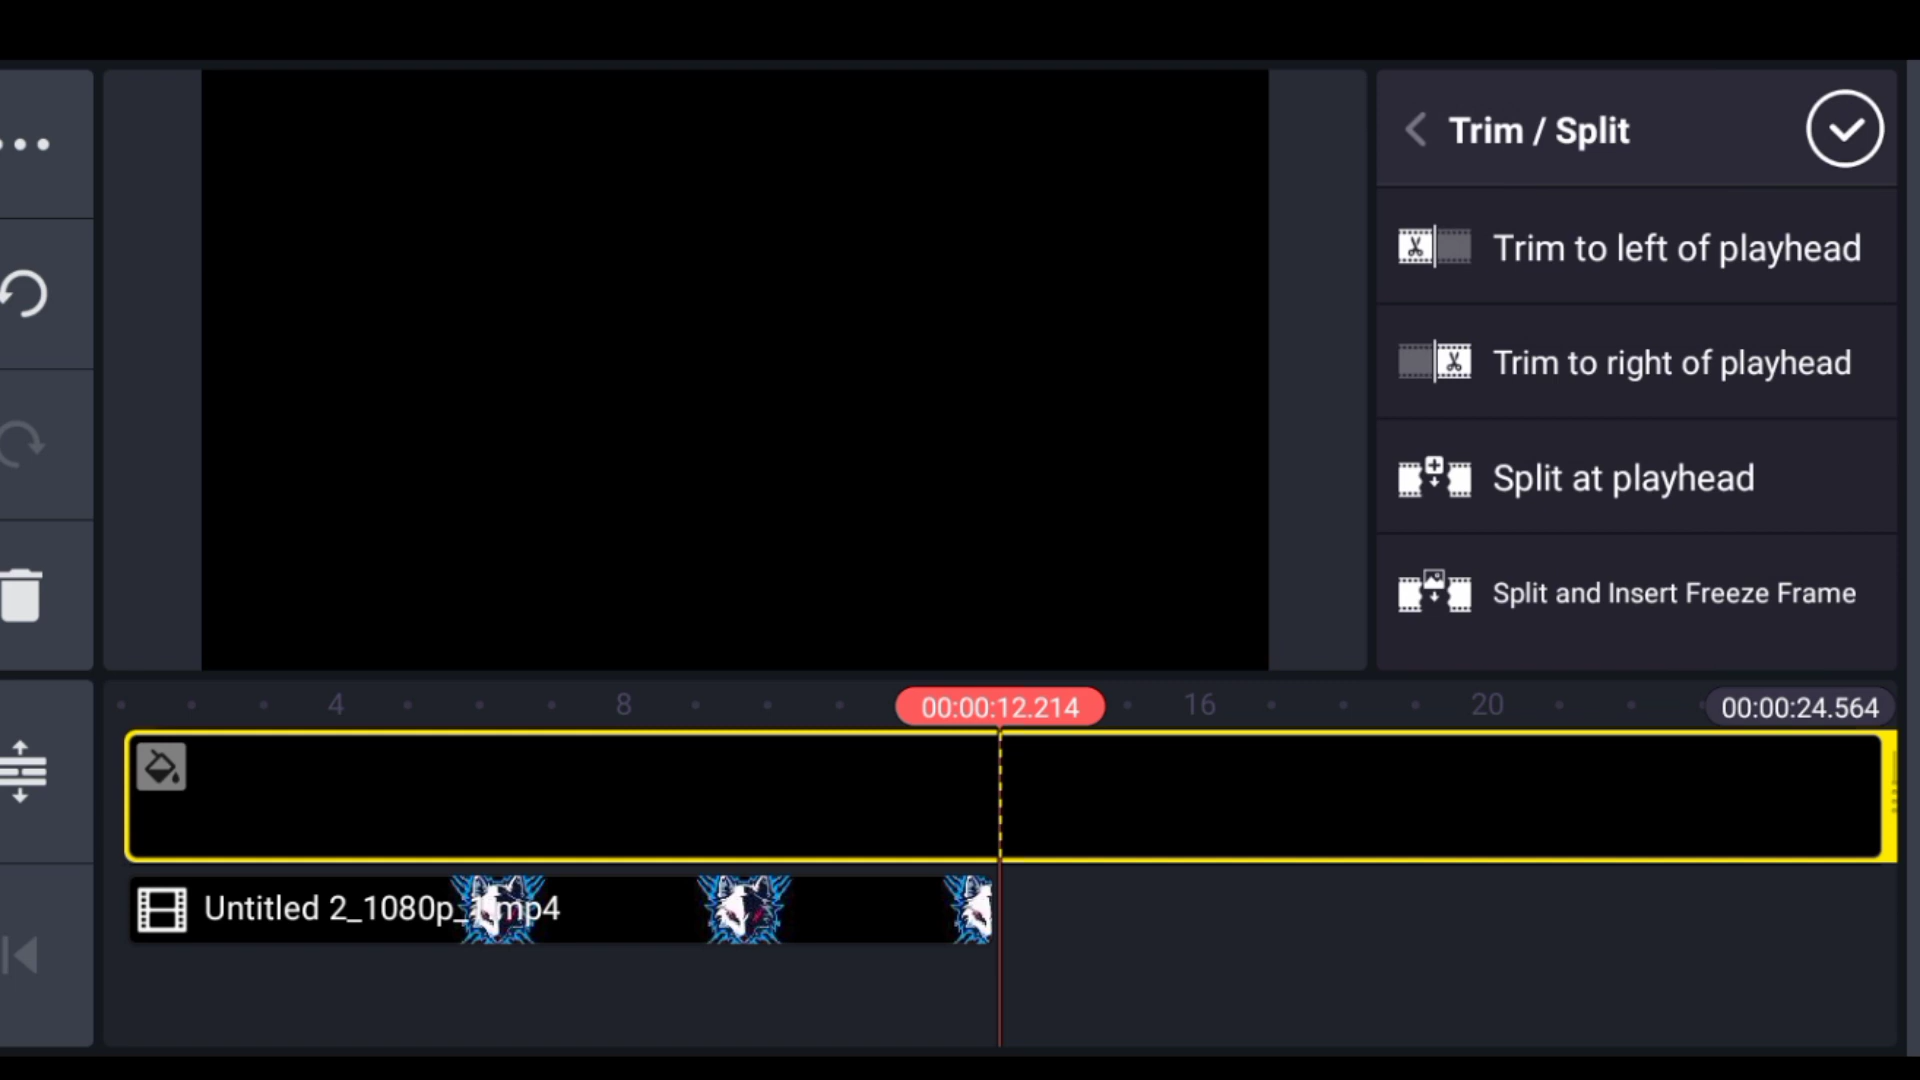 Trim / Split
Trim to left of playhead
Trim to right of playhead
Split at playhead
Split and Insert Freeze Frame
4 8 00:00:12.214 16 20 00:00:24.564
Untitled 2_1080p_1.mp4